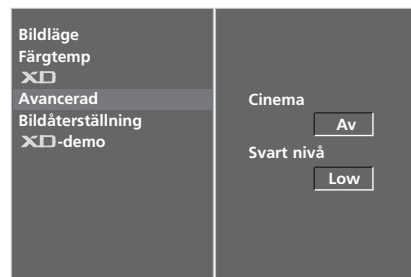 Bildläge
Färgtemp
XD
Avancerad
Bildåterställning
XD-demo
Cinema
Av
Svart nivå
Low